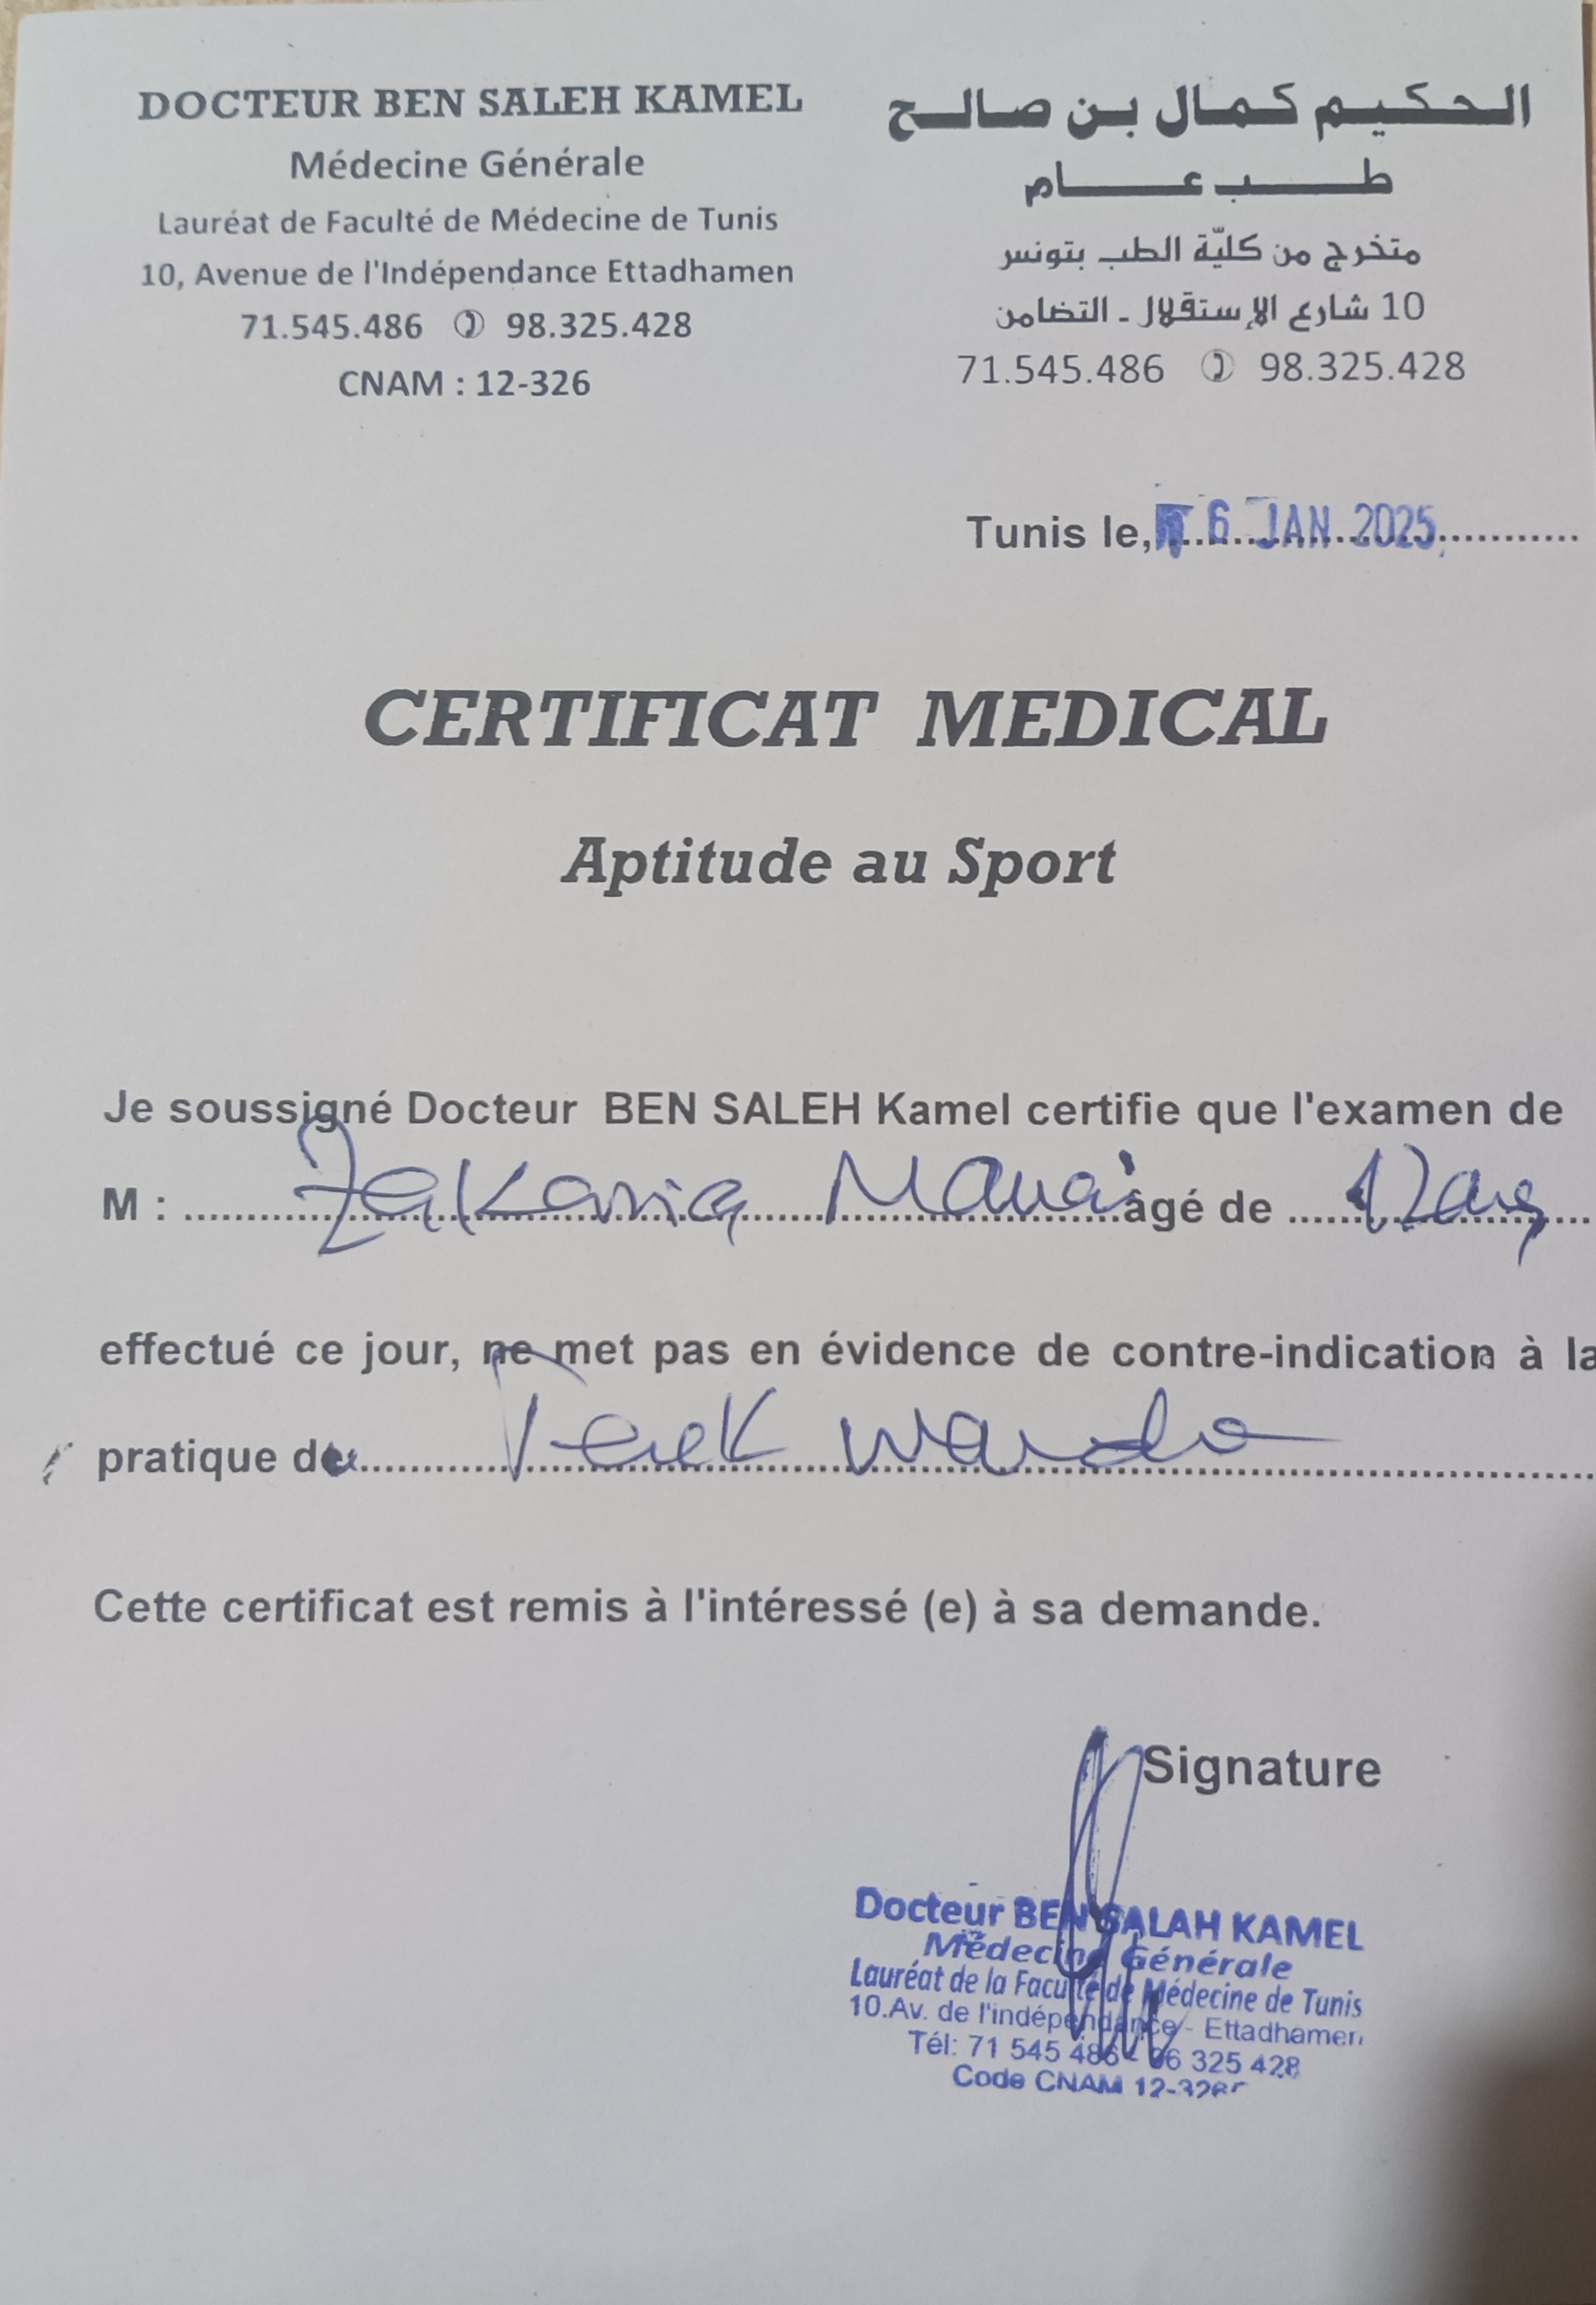 DOCTEUR BEN SALEH KAMEL
Médecine Générale
Lauréat de Faculté de Médecine de Tunis
10, Avenue de l'Indépendance Ettadhamen
71.545.486 ✆ 98.325.428
CNAM : 12-326
الحكيم كمال بن صالح
طب عام
متخرج من كليّة الطب بتونس
10 شارع الإستقلال - التضامن
71.545.486 ✆ 98.325.428
Tunis le, 6 JAN 2025
CERTIFICAT MEDICAL
Aptitude au Sport
Je soussigné Docteur BEN SALEH Kamel certifie que l'examen de
M : Zakaria Manai âgé de 12ans
effectué ce jour, ne met pas en évidence de contre-indication à la
pratique du
Cette certificat est remis à l'intéressé (e) à sa demande.
Signature
Docteur BEN SALAH KAMEL
Médecine Générale
Lauréat de la Faculté de Médecine de Tunis
10.Av. de l'indépendance - Ettadhamen
Tél: 71 545 486 - 325 428
Code CNAM